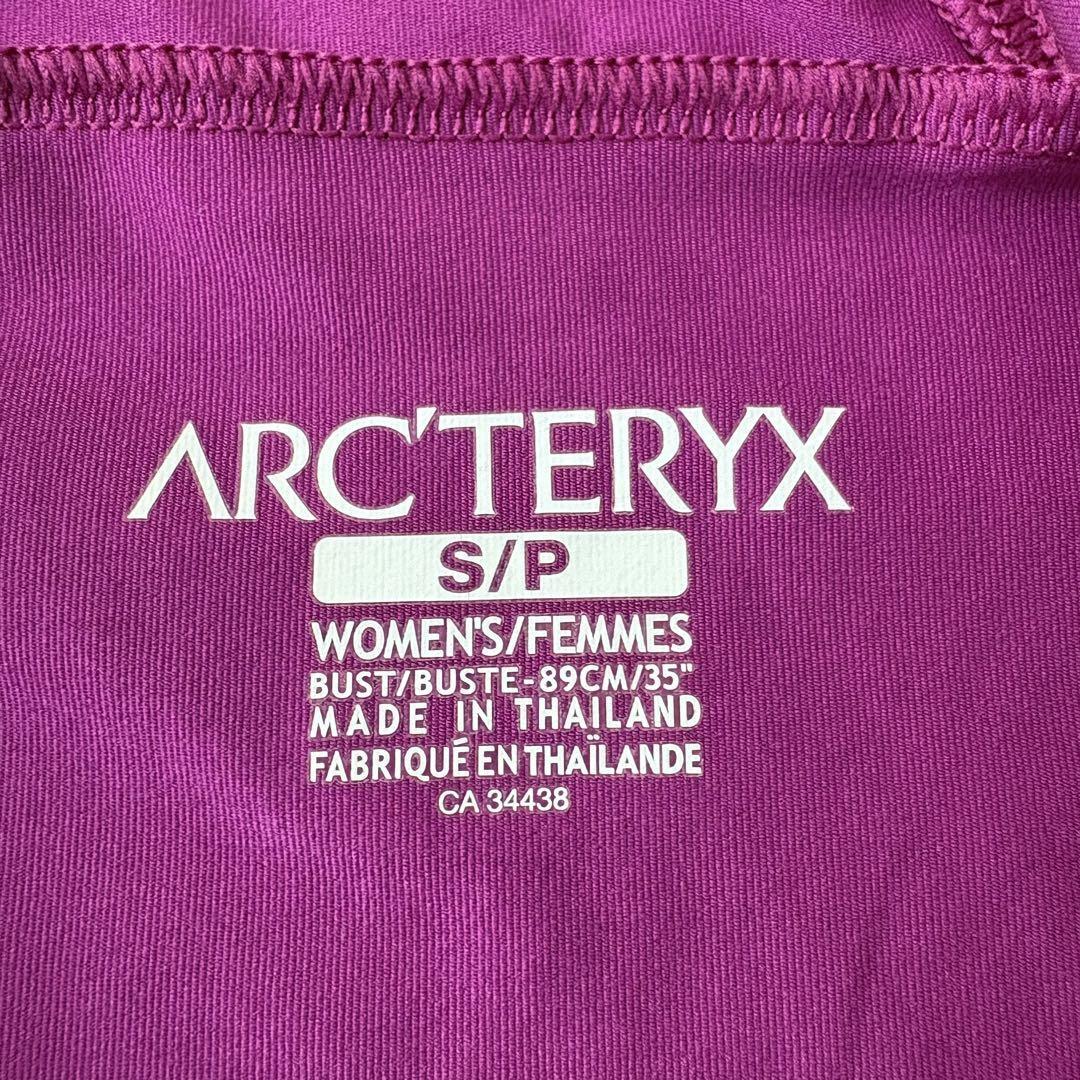 ARC'TERYX
S/P
WOMEN'S/FEMMES
BUST/BUSTE-89CM/35"
MADE IN THAILAND
FABRIQUÉ EN THAÏLANDE
CA 34438